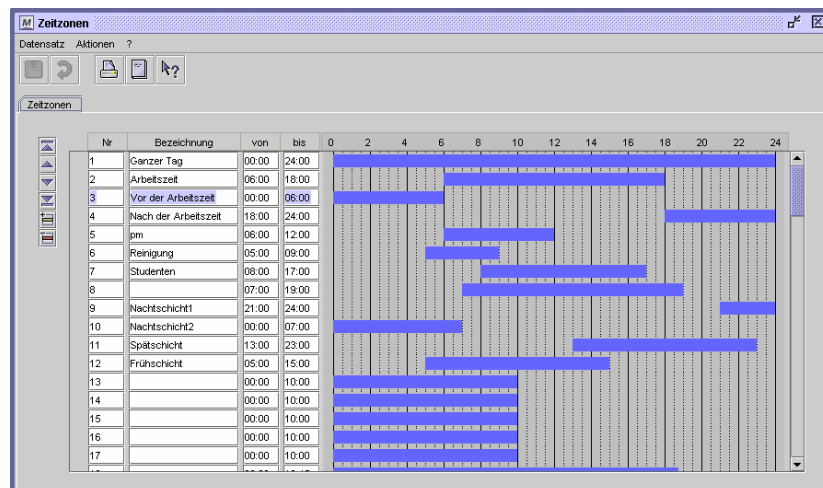 M Zeitzonen
Datensatz Aktionen ?
Zeitzonen
Nr Bezeichnung von bis 0 2 4 6 8 10 12 14 16 18 20 22 24
1 Ganzer Tag 00:00 24:00
2 Arbeitszeit 06:00 18:00
3 Vor der Arbeitszeit 00:00 06:00
4 Nach der Arbeitszeit 18:00 24:00
5 pm 06:00 12:00
6 Reinigung 05:00 09:00
7 Studenten 08:00 17:00
8 07:00 19:00
9 Nachtschicht1 21:00 24:00
10 Nachtschicht2 00:00 07:00
11 Spätschicht 13:00 23:00
12 Frühschicht 05:00 15:00
13 00:00 10:00
14 00:00 10:00
15 00:00 10:00
16 00:00 10:00
17 00:00 10:00